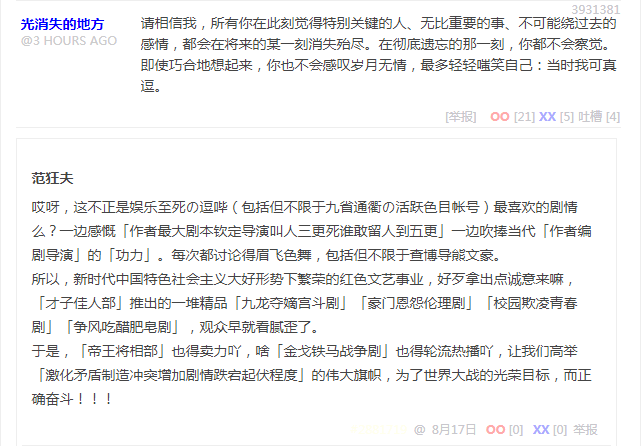 3931381
光消失的地方
@3 HOURS AGO
请相信我，所有你在此刻觉得特别关键的人、无比重要的事、不可能绕过去的
感情，都会在将来的某一刻消失殆尽。在彻底遗忘的那一刻，你都不会察觉。
即使巧合地想起来，你也不会感叹岁月无情，最多轻轻嗤笑自己：当时我可真
逗。
[举报] OO [21] XX [5] 吐槽 [4]
范狂夫
哎呀，这不正是娱乐至死の逗哔（包括但不限于九省通衢の活跃色目帐号）最喜欢的剧情
么？一边感慨「作者最大剧本钦定导演叫人三更死谁敢留人到五更」一边吹捧当代「作者编
剧导演」的「功力」。每次都讨论得眉飞色舞，包括但不限于查博导能文豪。
所以，新时代中国特色社会主义大好形势下繁荣的红色文艺事业，好歹拿出点诚意来嘛，
「才子佳人部」推出的一堆精品「九龙夺嫡宫斗剧」「豪门恩怨伦理剧」「校园欺凌青春
剧」「争风吃醋肥皂剧」，观众早就看腻歪了。
于是，「帝王将相部」也得卖力吖，啥「金戈铁马战争剧」也得轮流热播吖，让我们高举
「激化矛盾制造冲突增加剧情跌宕起伏程度」的伟大旗帜，为了世界大战的光荣目标，而正
确奋斗！！！
@ 8月17日 OO [0] XX [0] 举报